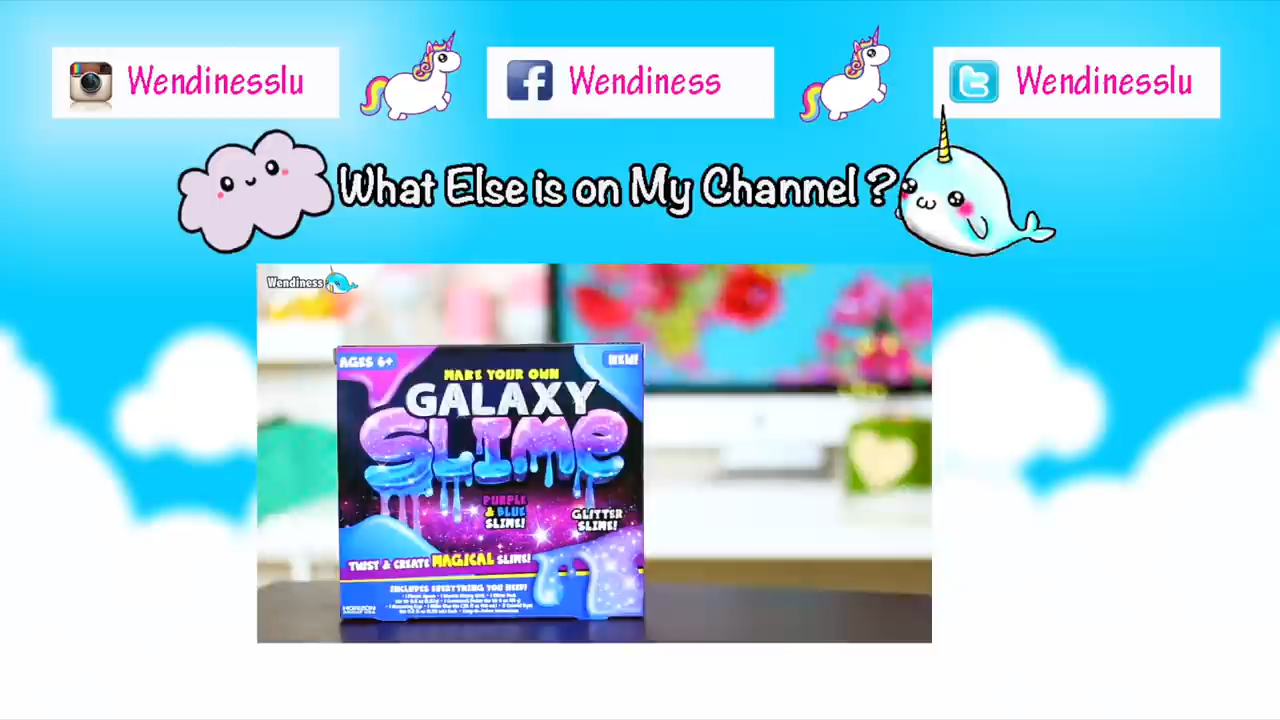 Wendinesslu
Wendiness
Wendinesslu
What Else is on My Channel ?
Wendiness
AGES 6+
NEW!
MAKE YOUR OWN
GALAXY
SLIME
PURPLE
& BLUE
SLIME!
GLITTER
SLIME!
TWIST & CREATE MAGICAL SLIME!
INCLUDES EVERYTHING YOU NEED!
HORIZON